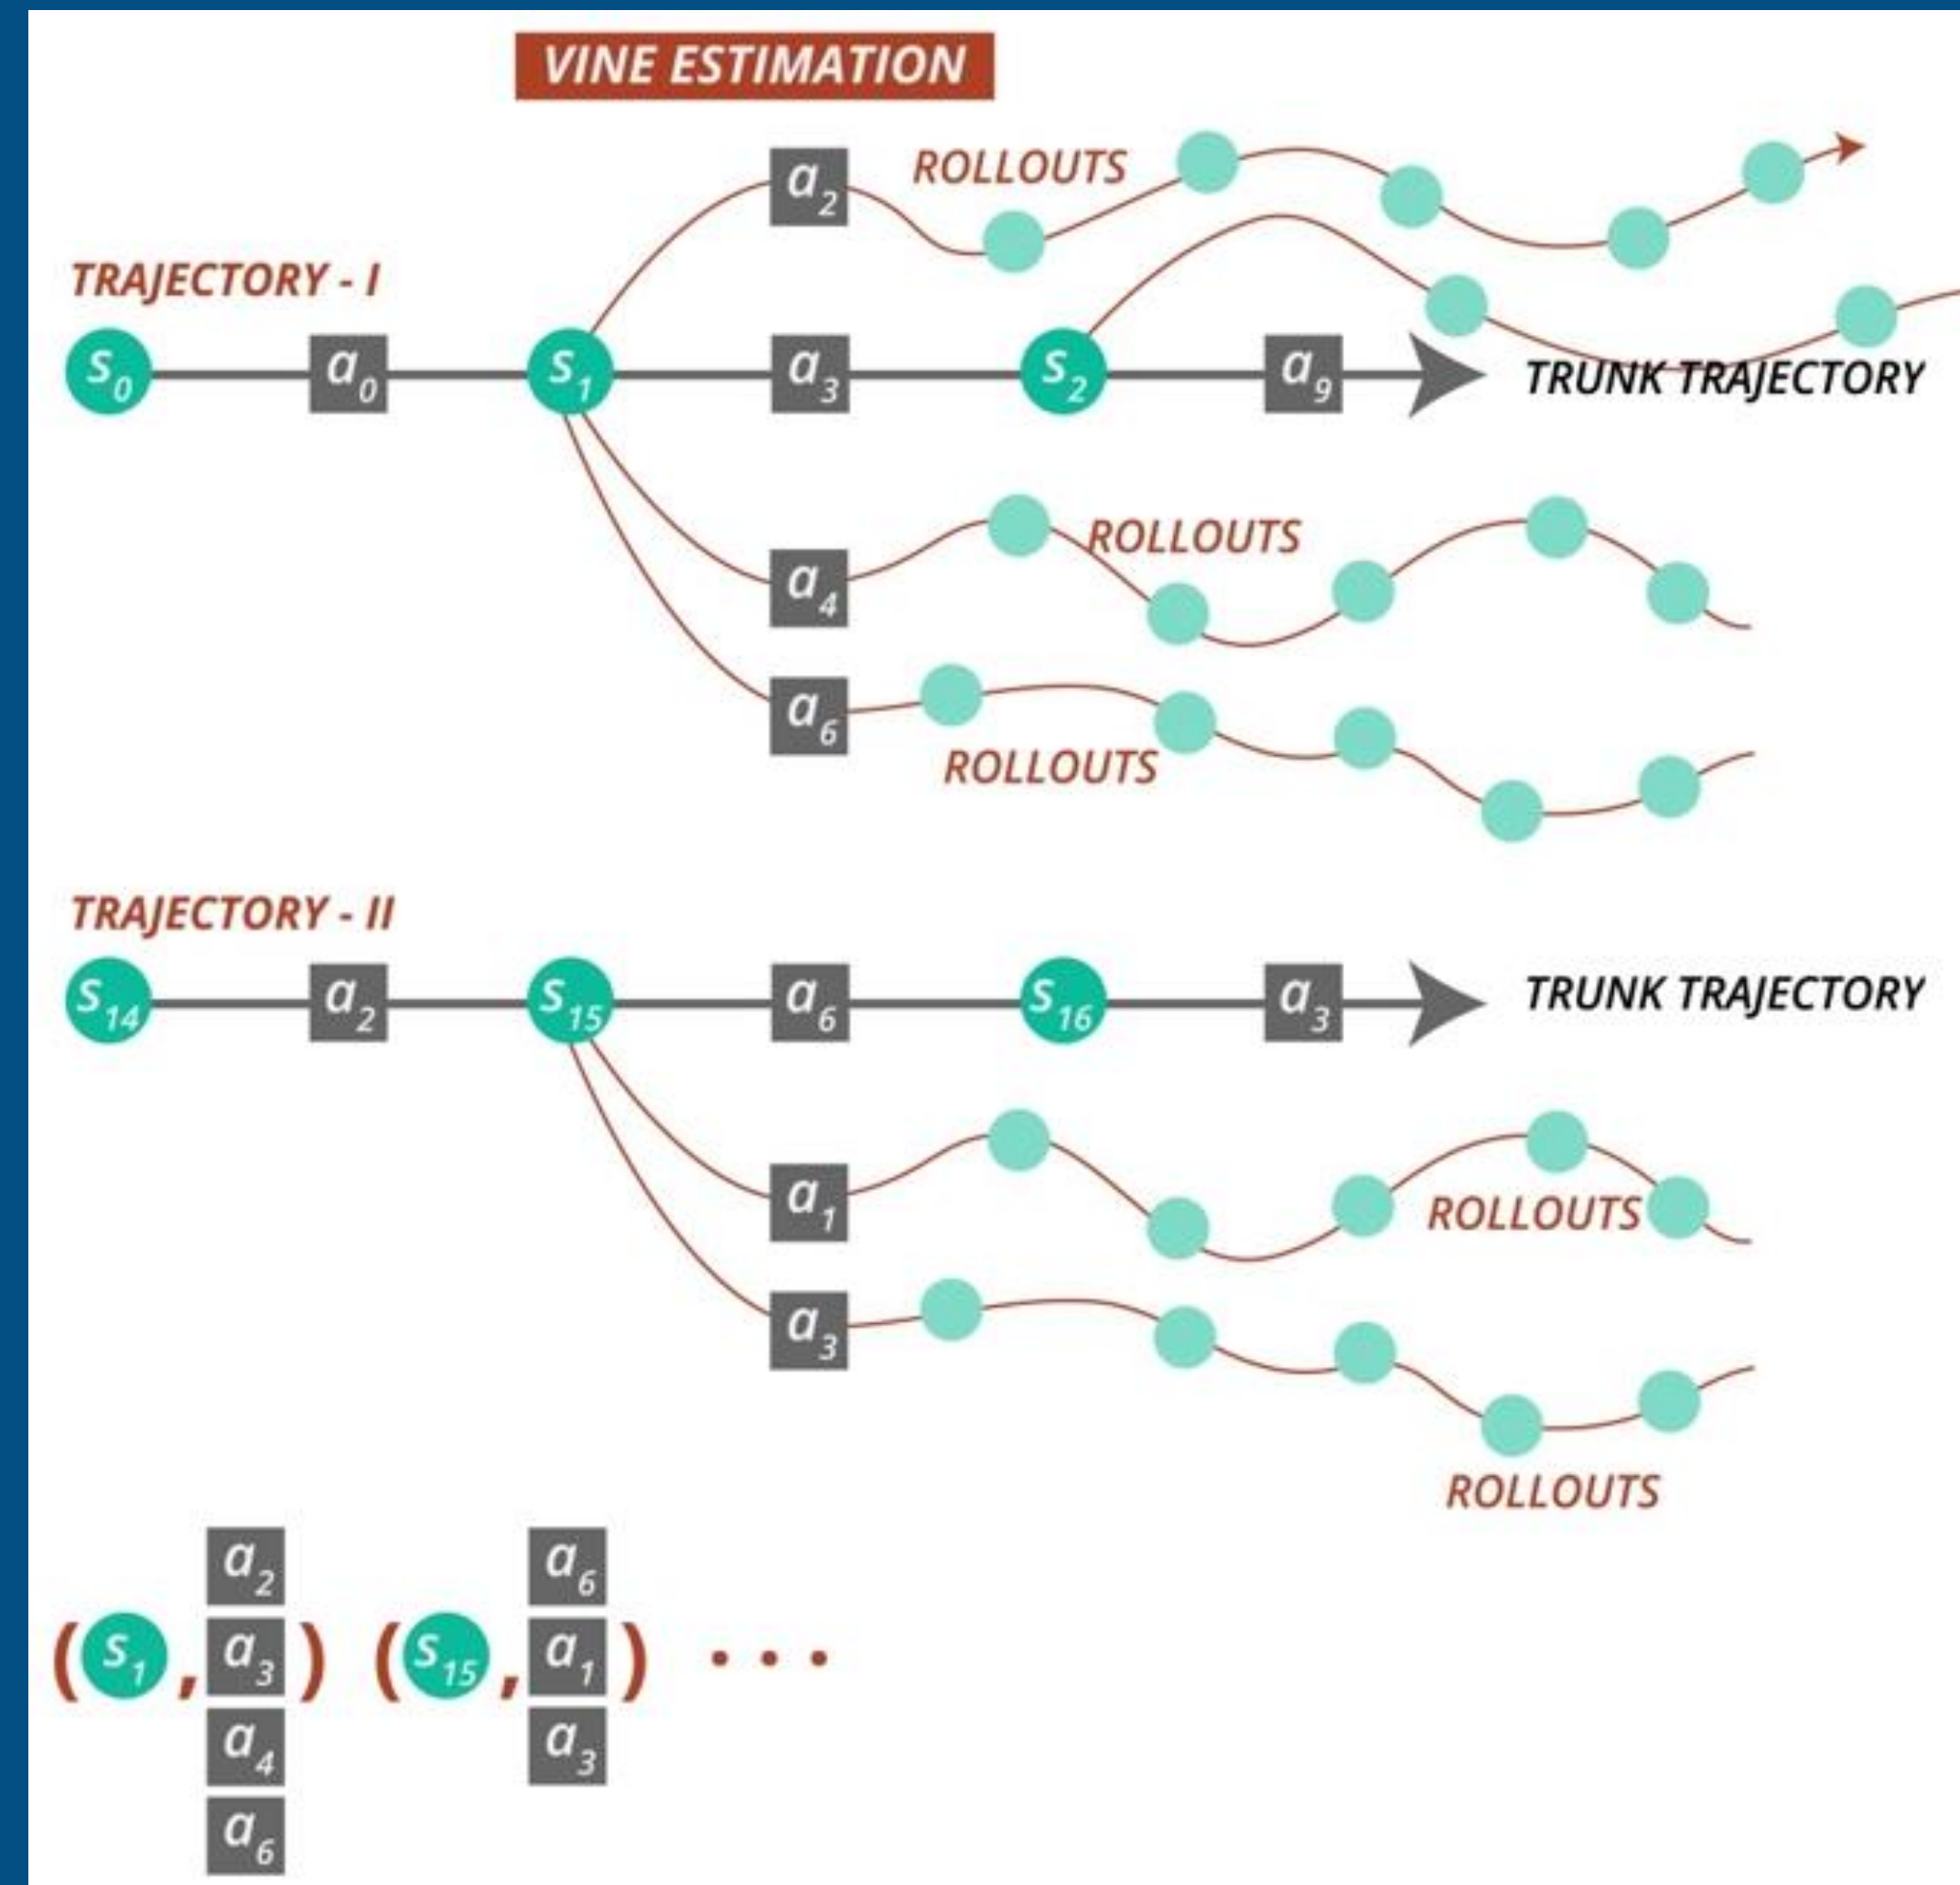 VINE ESTIMATION
a2
ROLLOUTS
TRAJECTORY - I
s0 a0 s1 a3 s2 a9 TRUNK TRAJECTORY
ROLLOUTS
a4
a6
ROLLOUTS
TRAJECTORY - II
s14 a2 s15 a6 s16 a3 TRUNK TRAJECTORY
a1
ROLLOUTS
a3
ROLLOUTS
a2 a6
(s1, a3) (s15, a1) ...
a4 a3
a6